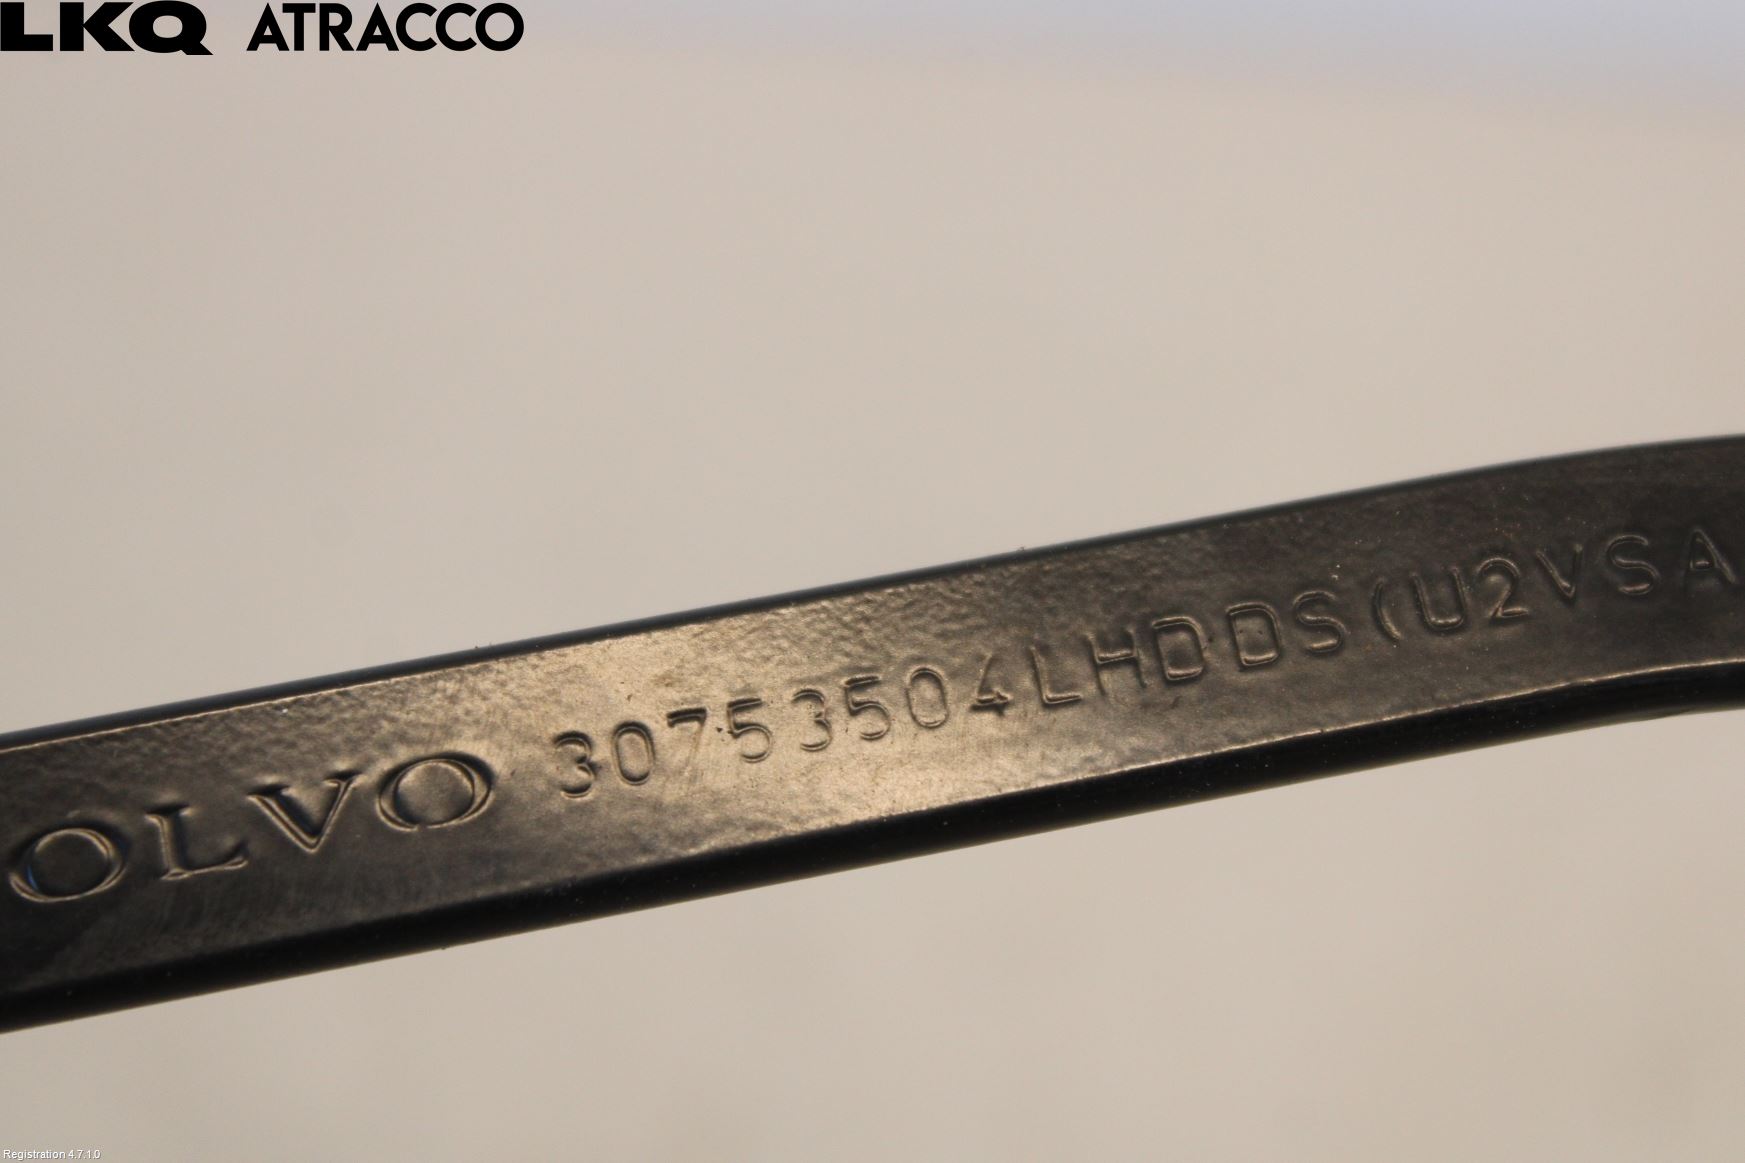 LKQ ATRACCO
OLVO 30753504LHDDS(U2VSA
Registration 4.7.1.0